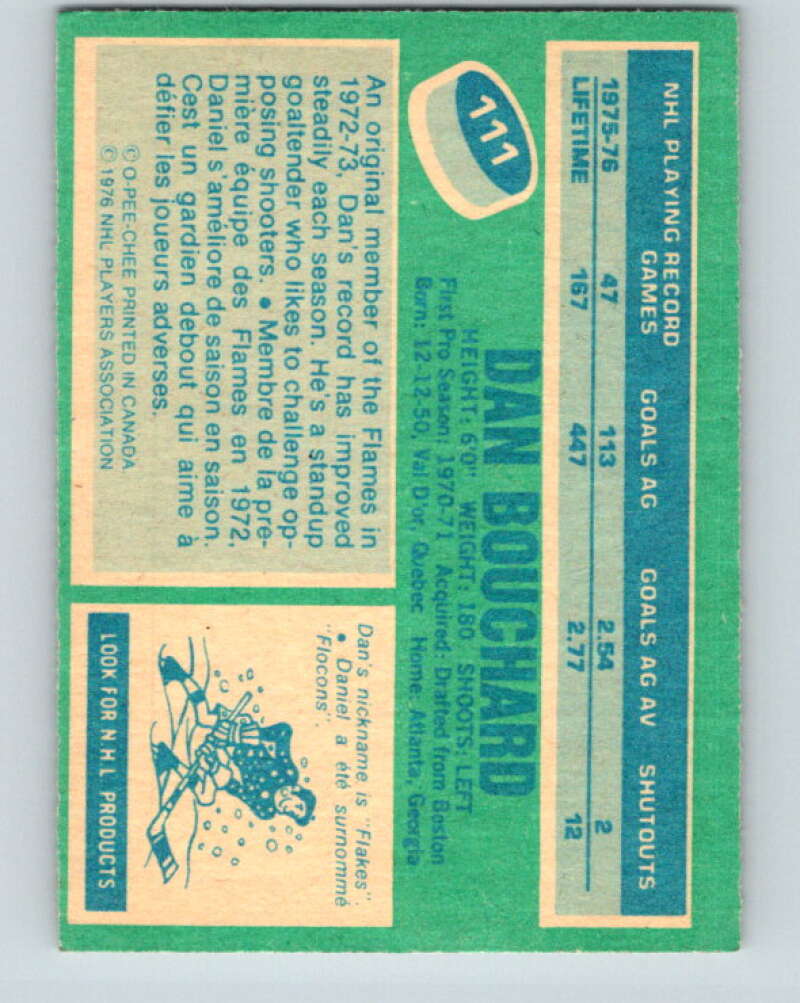 NHL PLAYING RECORD
GAMES GOALS AG GOALS AG AV SHUTOUTS
1975-76 47 113 2.54 2
LIFETIME 167 447 2.77 12
111
DAN BOUCHARD
HEIGHT: 6'0" WEIGHT: 180 SHOOTS: LEFT
First Pro Season: 1970-71 Acquired: Drafted from Boston
Born: 12-12-50, Val D'or, Quebec Home: Atlanta, Georgia
An original member of the Flames in
1972-73, Dan's record has improved
steadily each season. He's a standup
goaltender who likes to challenge op-
posing shooters. • Membre de la pre-
mière équipe des Flames en 1972,
Daniel s'améliore de saison en saison.
C'est un gardien debout qui aime à
défier les joueurs adverses.
© O-PEE-CHEE PRINTED IN CANADA
© 1976 NHL PLAYERS ASSOCIATION
Dan's nickname is "Flakes".
• Daniel a été surnommé
"Flocons".
LOOK FOR N.H.L PRODUCTS